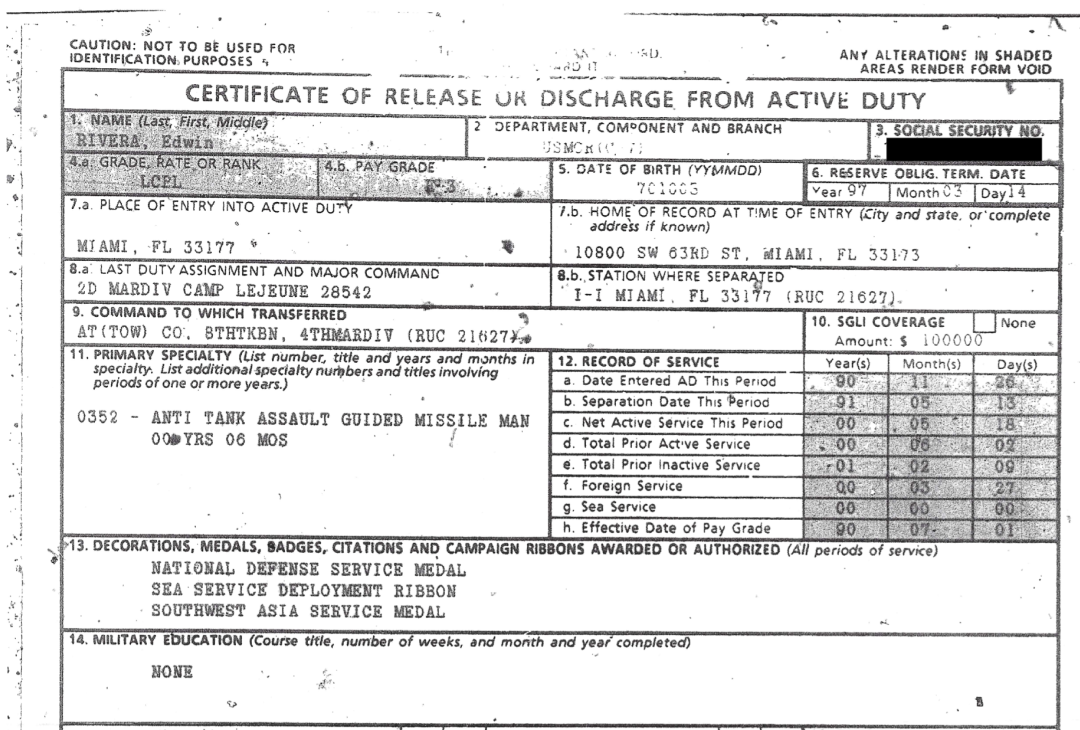 CAUTION: NOT TO BE USED FOR
IDENTIFICATION PURPOSES
ANY ALTERATIONS IN SHADED
AREAS RENDER FORM VOID
CERTIFICATE OF RELEASE OR DISCHARGE FROM ACTIVE DUTY
1. NAME (Last, First, Middle)
RIVERA, Edwin
2 DEPARTMENT, COMPONENT AND BRANCH
3. SOCIAL SECURITY NO.
4.a. GRADE, RATE OR RANK
LCPL
4.b. PAY GRADE
5. DATE OF BIRTH (YYMMDD)
6. RESERVE OBLIG. TERM. DATE
Year 97 Month 03 Day 14
7.a. PLACE OF ENTRY INTO ACTIVE DUTY
MIAMI, FL 33177
7.b. HOME OF RECORD AT TIME OF ENTRY (City and state, or complete
address if known)
10800 SW 63RD ST, MIAMI, FL 33173
8.a. LAST DUTY ASSIGNMENT AND MAJOR COMMAND
2D MARDIV CAMP LEJEUNE 28542
8.b. STATION WHERE SEPARATED
I-I MIAMI, FL 33177 (RUC 21627)
9. COMMAND TO WHICH TRANSFERRED
AT(TOW) CO, 8THTKBN, 4THMARDIV (RUC 21627)
10. SGLI COVERAGE None
Amount: $ 100000
11. PRIMARY SPECIALTY (List number, title and years and months in
specialty. List additional specialty numbers and titles involving
periods of one or more years.)
0352 - ANTI TANK ASSAULT GUIDED MISSILE MAN
00 YRS 06 MOS
12. RECORD OF SERVICE Year(s) Month(s) Day(s)
a. Date Entered AD This Period 90 11 26
b. Separation Date This Period 91 05 13
c. Net Active Service This Period 00 05 18
d. Total Prior Active Service 00 06 02
e. Total Prior Inactive Service 01 02 09
f. Foreign Service 00 03 27
g. Sea Service 00 00 00
h. Effective Date of Pay Grade 90 07 01
13. DECORATIONS, MEDALS, BADGES, CITATIONS AND CAMPAIGN RIBBONS AWARDED OR AUTHORIZED (All periods of service)
NATIONAL DEFENSE SERVICE MEDAL
SEA SERVICE DEPLOYMENT RIBBON
SOUTHWEST ASIA SERVICE MEDAL
14. MILITARY EDUCATION (Course title, number of weeks, and month and year completed)
NONE